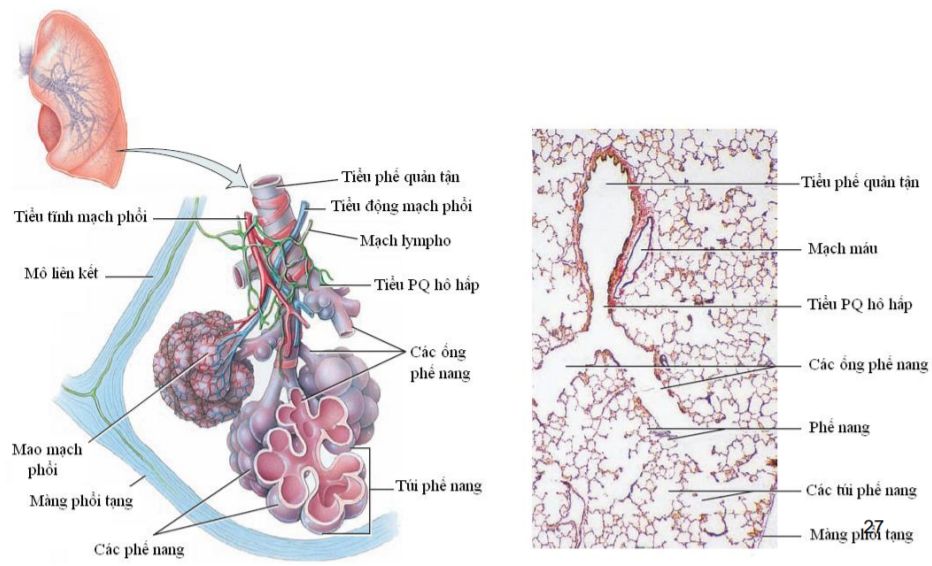 Tiểu phế quản tận
Tiểu tĩnh mạch phổi
Tiểu động mạch phổi
Mạch lympho
Mô liên kết
Tiểu PQ hô hấp
Các ống
phế nang
Mao mạch
phổi
Màng phổi tạng
Túi phế nang
Các phế nang
Tiểu phế quản tận
Mạch máu
Tiểu PQ hô hấp
Các ống phế nang
Phế nang
Các túi phế nang
27
Màng phổi tạng